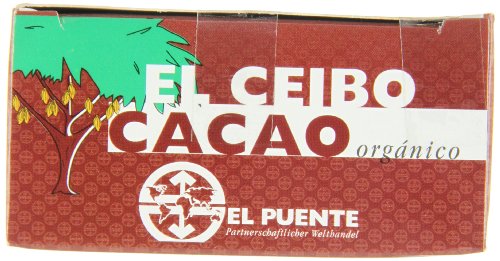 EL CEIBO
CACAO orgánico
EL PUENTE
Partnerschaftlicher Welthandel